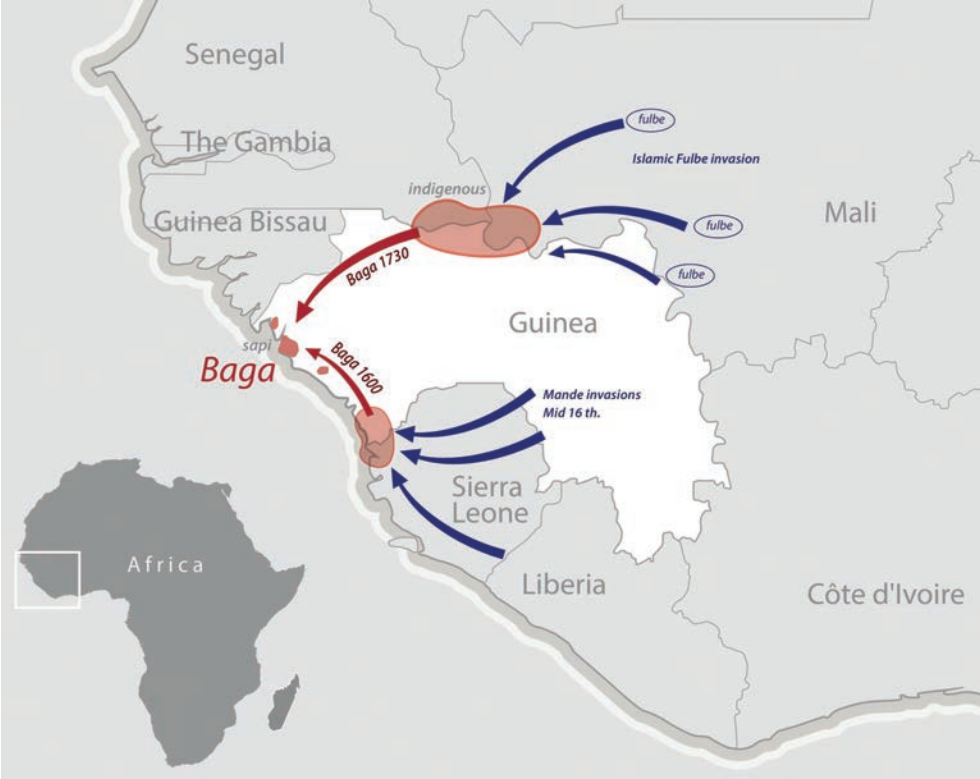 Senegal
fulbe
The Gambia
Islamic Fulbe invasion
indigenous
Guinea Bissau
Mali
fulbe
Baga 1730
fulbe
Guinea
sapi
Baga
Baga 1600
Mande invasions
Mid 16 th.
Sierra
Leone
Africa
Liberia
Côte d'Ivoire